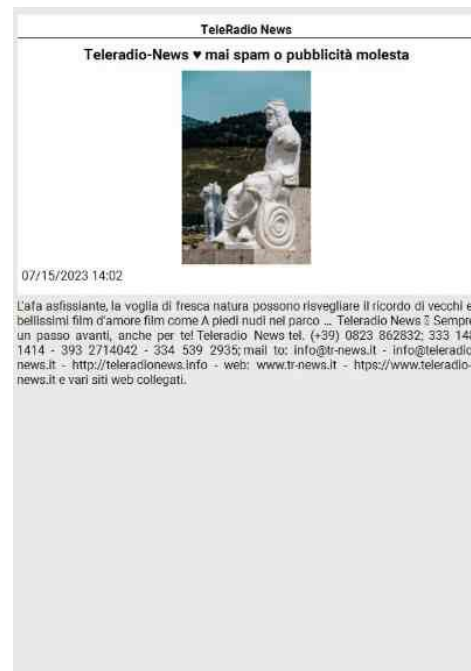 TeleRadio News
Teleradio-News ♥ mai spam o pubblicità molesta
07/15/2023 14:02
L'afa asfissiante, la voglia di fresca natura possono risvegliare il ricordo di vecchi e
bellissimi film d'amore film come A piedi nudi nel parco ... Teleradio News Sempre
un passo avanti, anche per te! Teleradio News tel. (+39) 0823 862832; 333 148
1414 - 393 2714042 - 334 539 2935; mail to: info@tr-news.it - info@teleradio-
news.it - http://teleradionews.info - web: www.tr-news.it - htps://www.teleradio-
news.it e vari siti web collegati.